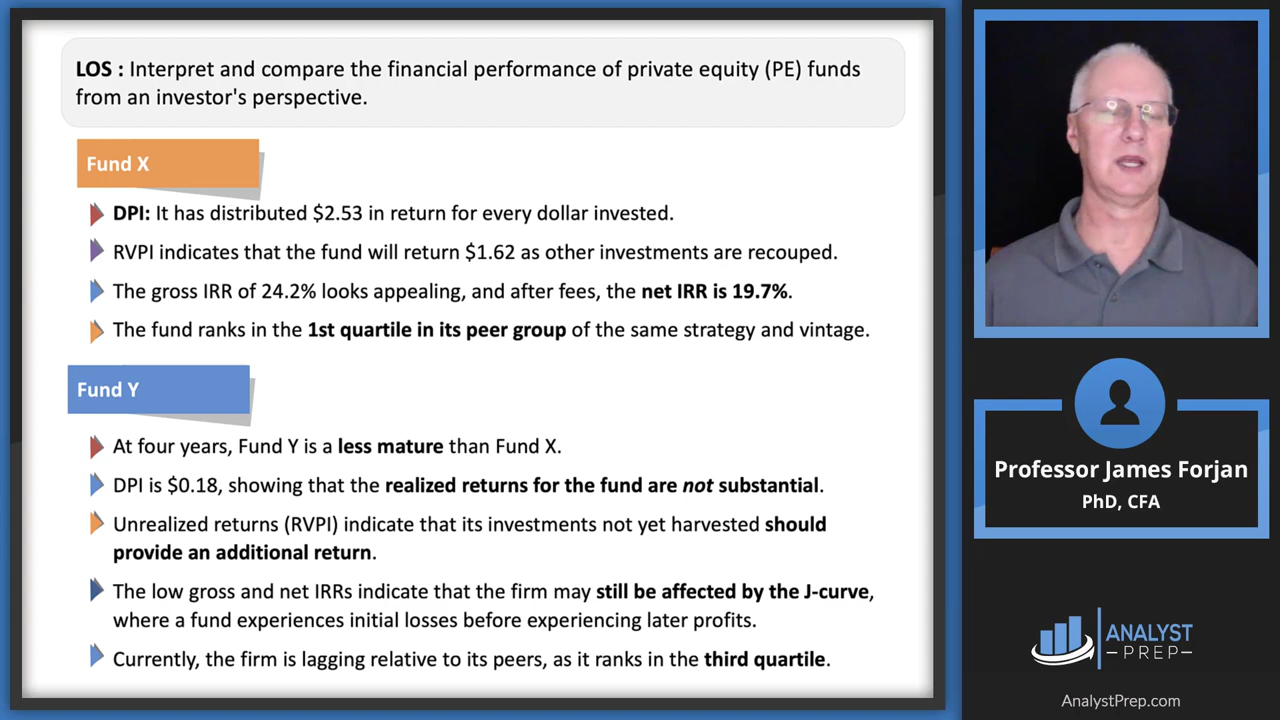 LOS : Interpret and compare the financial performance of private equity (PE) funds
from an investor's perspective.
Fund X
DPI: It has distributed $2.53 in return for every dollar invested.
RVPI indicates that the fund will return $1.62 as other investments are recouped.
The gross IRR of 24.2% looks appealing, and after fees, the net IRR is 19.7%.
The fund ranks in the 1st quartile in its peer group of the same strategy and vintage.
Fund Y
At four years, Fund Y is a less mature than Fund X.
DPI is $0.18, showing that the realized returns for the fund are not substantial.
Unrealized returns (RVPI) indicate that its investments not yet harvested should
provide an additional return.
The low gross and net IRRs indicate that the firm may still be affected by the J-curve,
where a fund experiences initial losses before experiencing later profits.
Currently, the firm is lagging relative to its peers, as it ranks in the third quartile.
Professor James Forjan
PhD, CFA
ANALYST
PREP
AnalystPrep.com